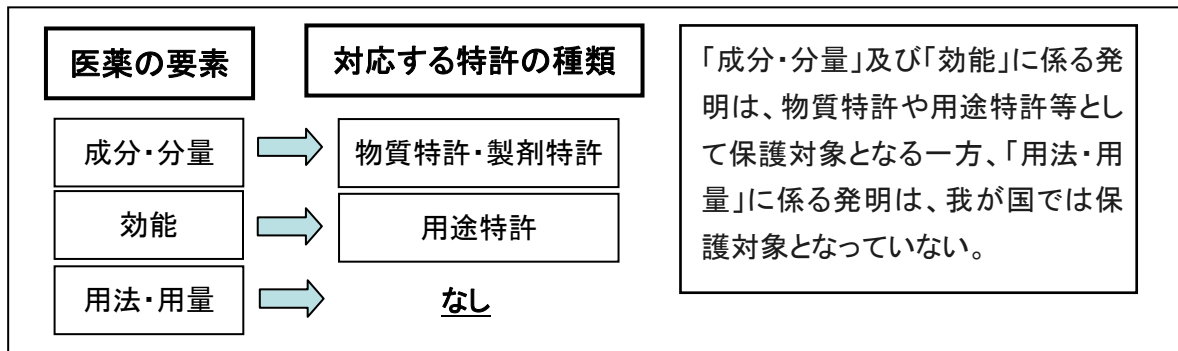 医薬の要素
対応する特許の種類
成分・分量
物質特許・製剤特許
効能
用途特許
用法・用量
なし
「成分・分量」及び「効能」に係る発
明は、物質特許や用途特許等とし
て保護対象となる一方、「用法・用
量」に係る発明は、我が国では保
護対象となっていない。